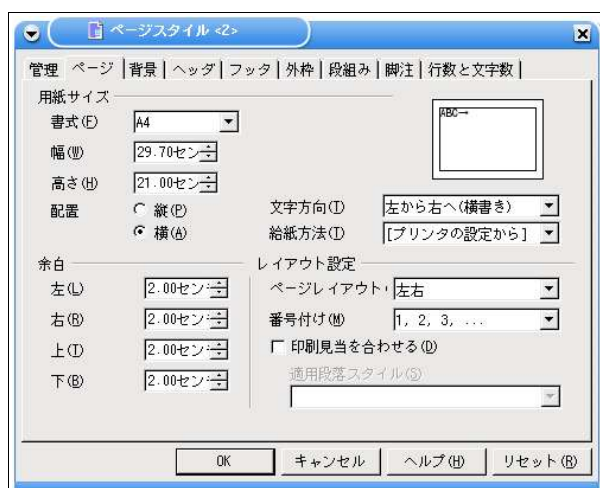 ページスタイル <2>
管理 ページ 背景 ヘッダ フッタ 外枠 段組み 脚注 行数と文字数
用紙サイズ
書式(F) A4
ABC→
幅(W) 29.70セン
高さ(H) 21.00セン
配置 縦(P) 文字方向(I) 左から右へ(横書き)
横(A) 給紙方法(T) [プリンタの設定から]
余白 レイアウト設定
左(L) 2.00セン ページレイアウト 左右
右(R) 2.00セン 番号付け(M) 1, 2, 3, ...
上(T) 2.00セン 印刷見当を合わせる(D)
下(B) 2.00セン 適用段落スタイル(S)
OK キャンセル ヘルプ(H) リセット(R)